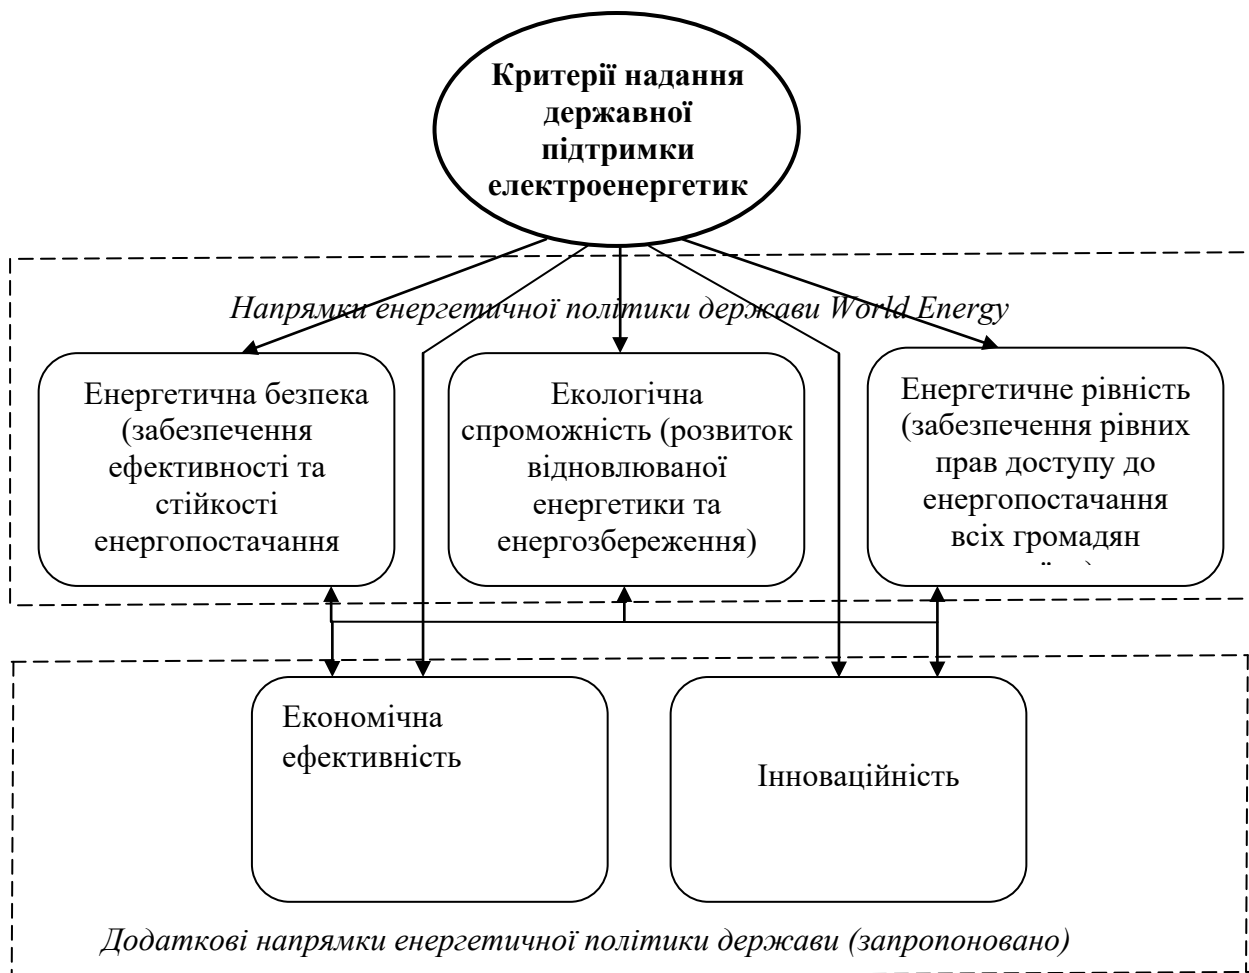 Критерії надання
державної
підтримки
електроенергетик
Напрямки енергетичної політики держави World Energy
Енергетична безпека
(забезпечення
ефективності та
стійкості
енергопостачання
Екологічна
спроможність (розвиток
відновлюваної
енергетики та
енергозбереження)
Енергетичне рівність
(забезпечення рівних
прав доступу до
енергопостачання
всіх громадян
Економічна
ефективність
Інноваційність
Додаткові напрямки енергетичної політики держави (запропоновано)